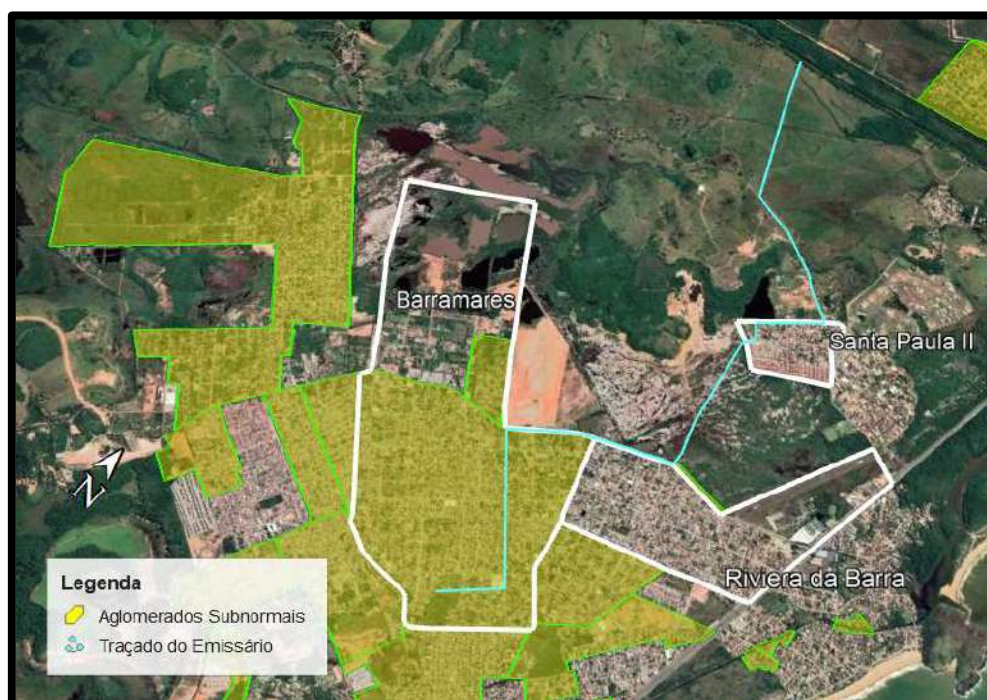 Barramares
Santa Paula II
Riviera da Barra
N
Legenda
Aglomerados Subnormais
Traçado do Emissário